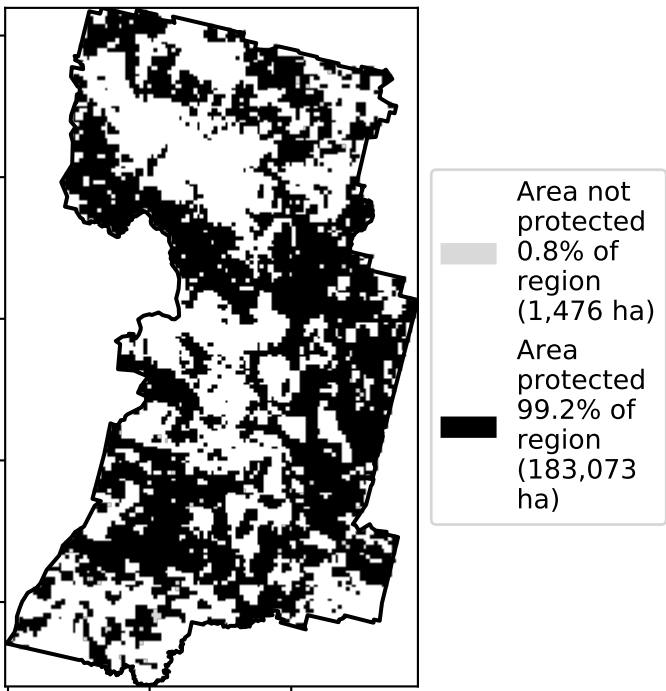 Area not
protected
0.8% of
region
(1,476 ha)
Area
protected
99.2% of
region
(183,073
ha)